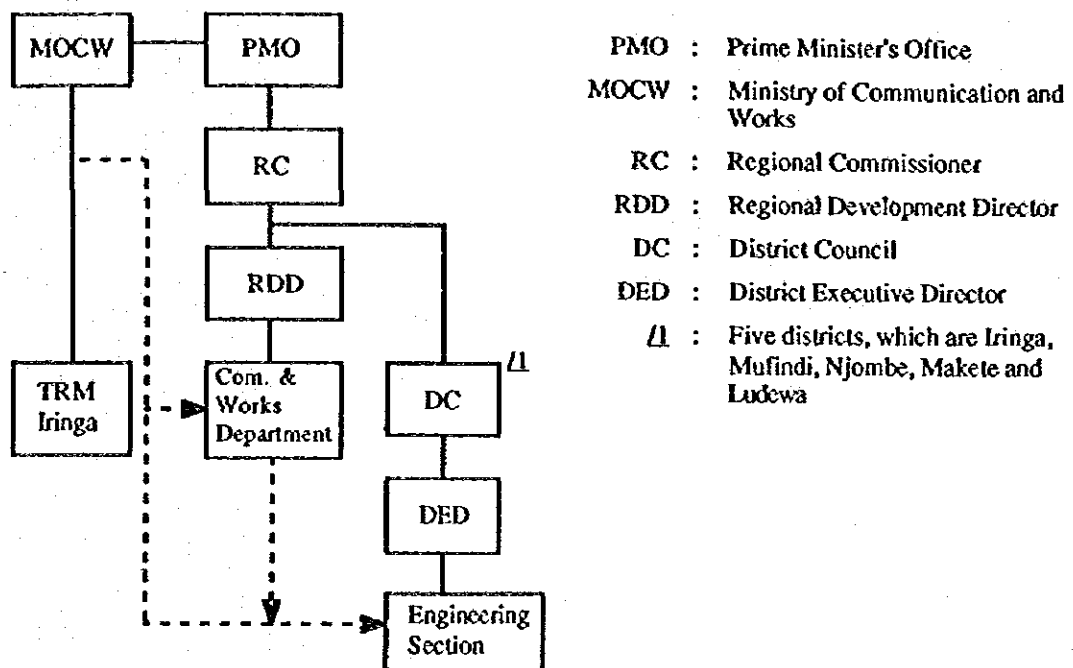 MOCW
PMO
RC
RDD
TRM
Iringa
Com. &
Works
Department
/1
DC
DED
Engineering
Section
PMO : Prime Minister's Office
MOCW : Ministry of Communication and
Works
RC : Regional Commissioner
RDD : Regional Development Director
DC : District Council
DED : District Executive Director
/1 : Five districts, which are Iringa,
Mufindi, Njombe, Makete and
Ludewa